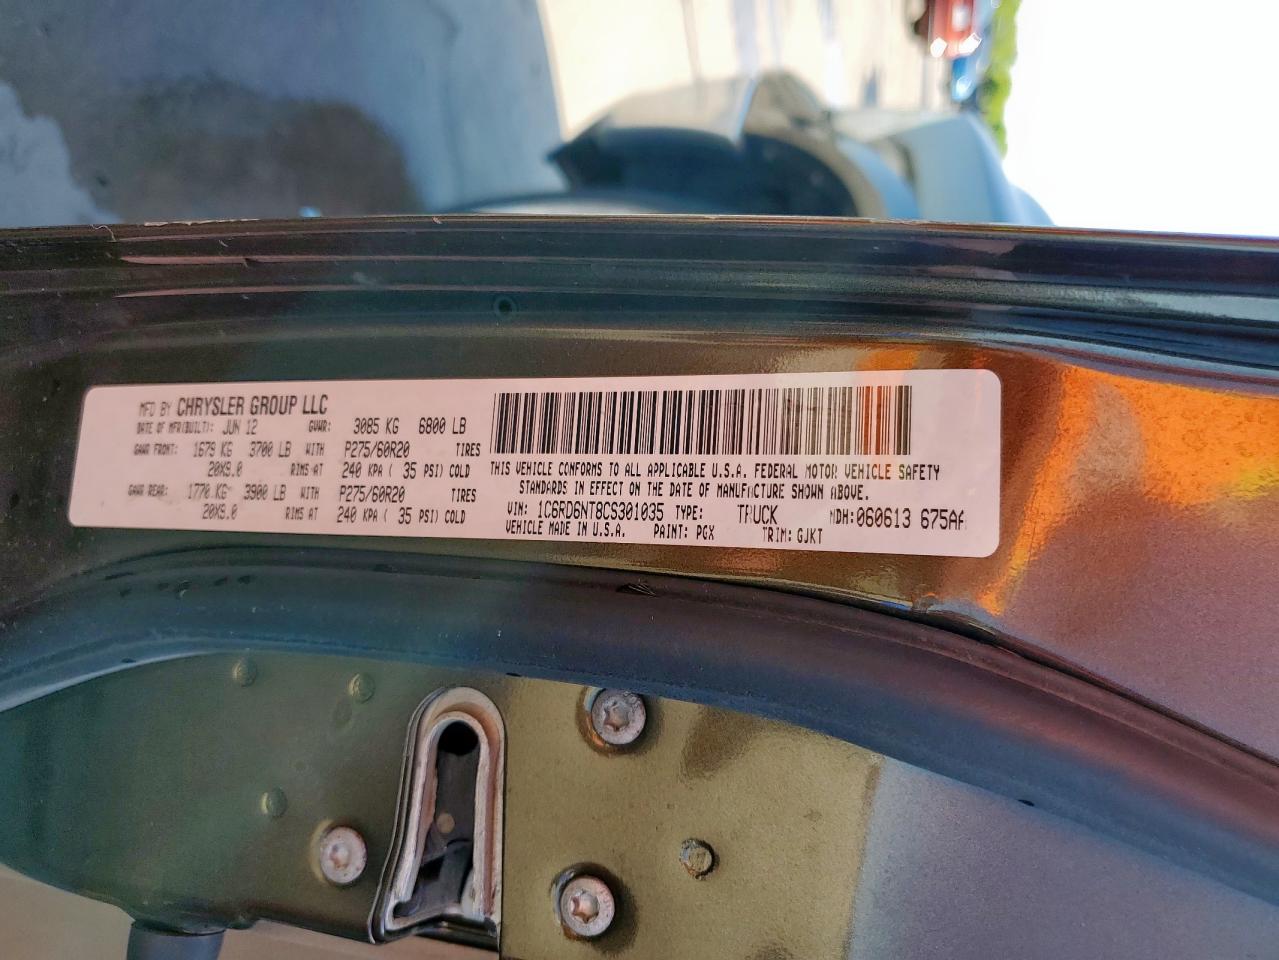 MFD BY CHRYSLER GROUP LLC
DATE OF MFR(BUILT): JUN 12 GVWR: 3085 KG 6800 LB
GAWR FRONT: 1679 KG 3700 LB WITH P275/60R20 TIRES
20X9.0 RIMS AT 240 KPA ( 35 PSI) COLD
GAWR REAR: 1770 KG 3900 LB WITH P275/60R20 TIRES
20X9.0 RIMS AT 240 KPA ( 35 PSI) COLD
THIS VEHICLE CONFORMS TO ALL APPLICABLE U.S.A. FEDERAL MOTOR VEHICLE SAFETY
STANDARDS IN EFFECT ON THE DATE OF MANUFACTURE SHOWN ABOVE.
VIN: 1C6RD6NT8CS301035 TYPE: TRUCK MDH:060613 675AA
VEHICLE MADE IN U.S.A. PAINT: PGX TRIM: GJKT